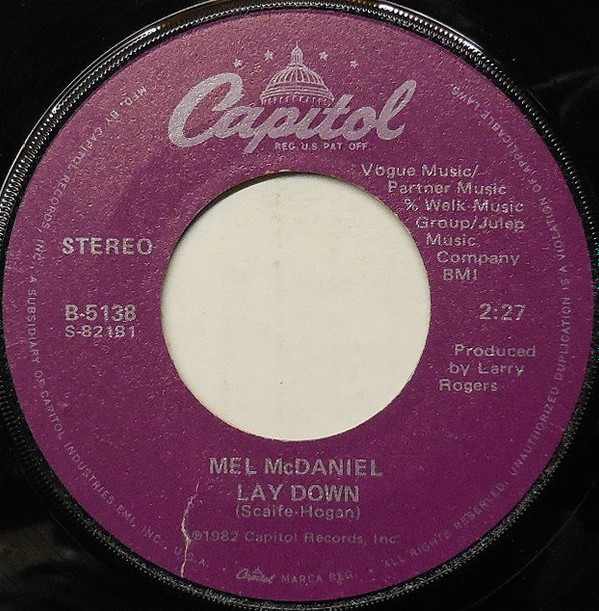 Capitol
REG. U.S. PAT. OFF.
Vogue Music/
Partner Music
% Welk Music
Group/Julep
Music
Company
BMI
STEREO
B-5138
S-82181
2:27
Produced
by Larry
Rogers
MEL McDANIEL
LAY DOWN
(Scaife-Hogan)
℗1982 Capitol Records, Inc.
MFG. BY CAPITOL RECORDS, INC. A SUBSIDIARY OF CAPITOL INDUSTRIES-EMI, INC., U.S.A.
Capitol MARCA REG. • ALL RIGHTS RESERVED. UNAUTHORIZED DUPLICATION IS A VIOLATION OF APPLICABLE LAWS.